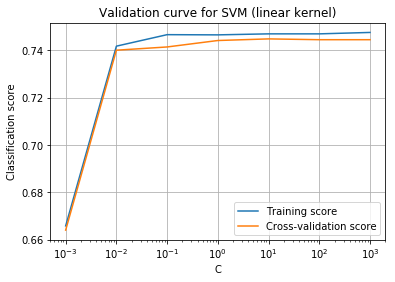 Validation curve for SVM (linear kernel)
Classification score
0.74
0.72
0.70
0.68
0.66
10⁻³ 10⁻² 10⁻¹ 10⁰ 10¹ 10² 10³
C
Training score
Cross-validation score